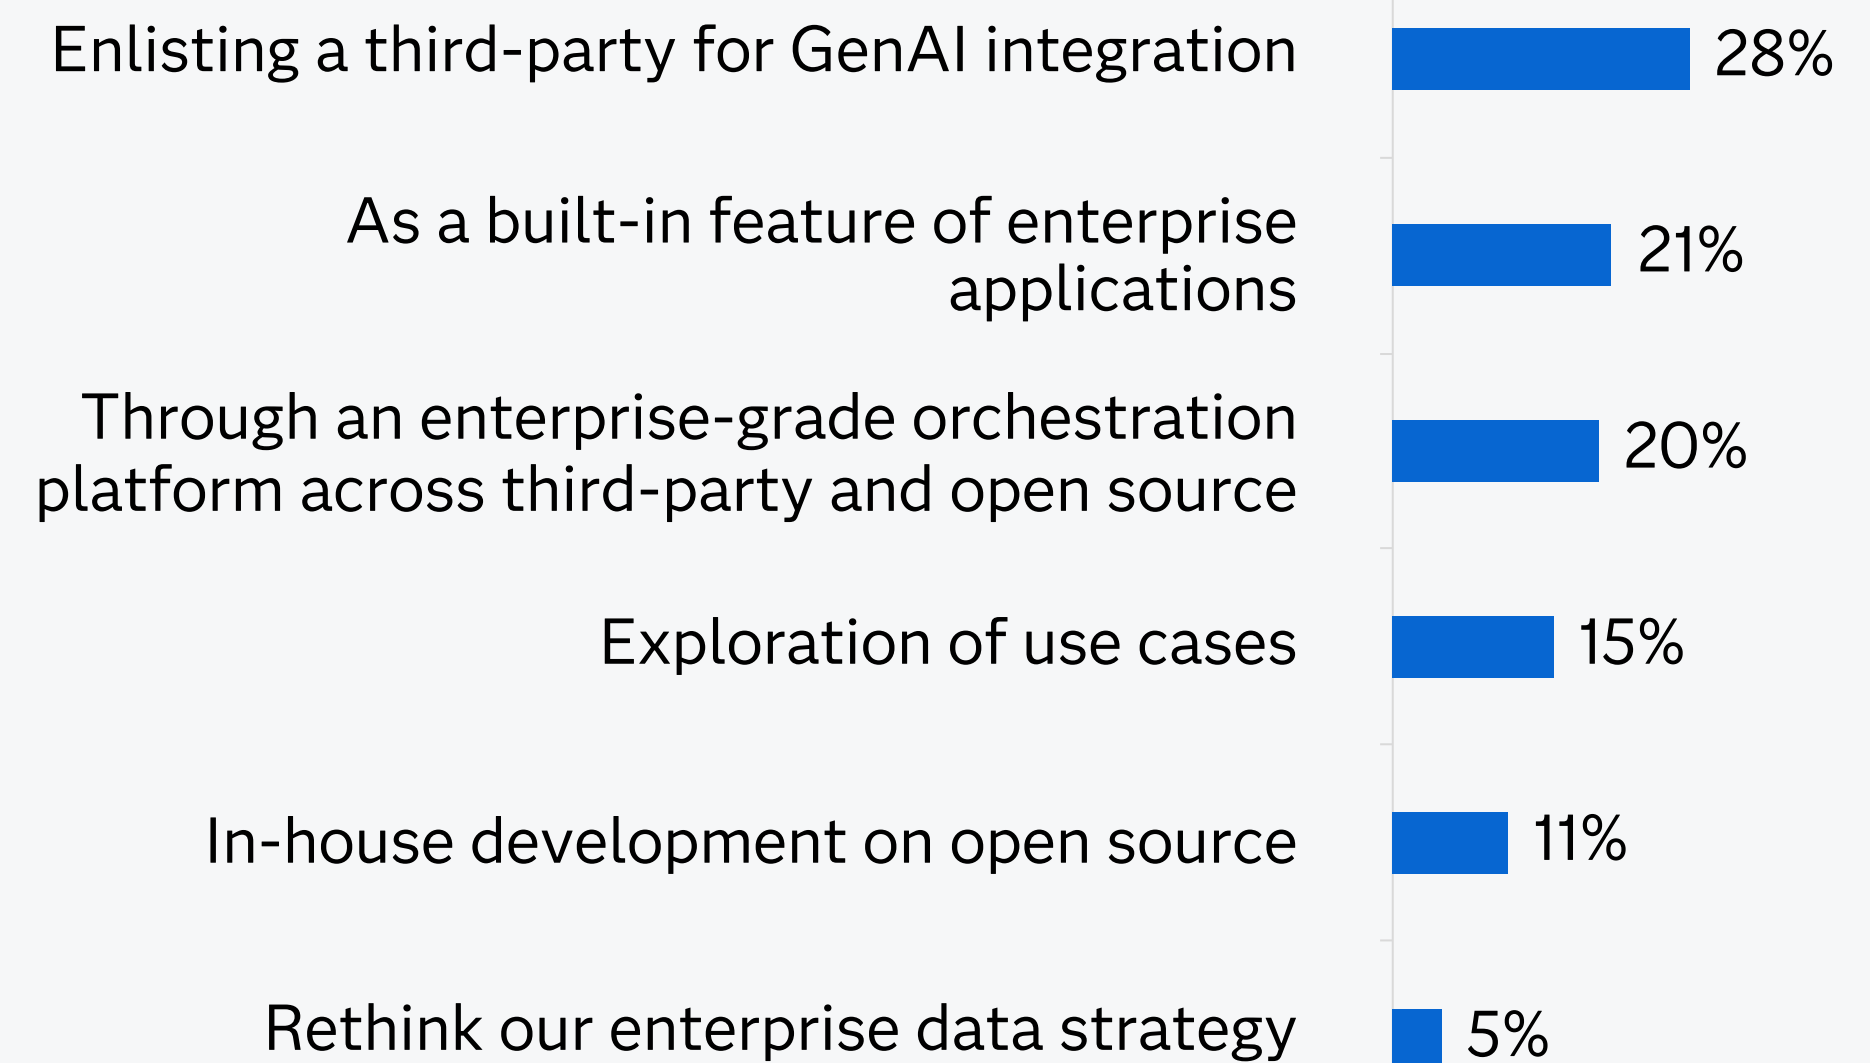 Enlisting a third-party for GenAI integration 28%
As a built-in feature of enterprise
applications 21%
Through an enterprise-grade orchestration
platform across third-party and open source 20%
Exploration of use cases 15%
In-house development on open source 11%
Rethink our enterprise data strategy 5%